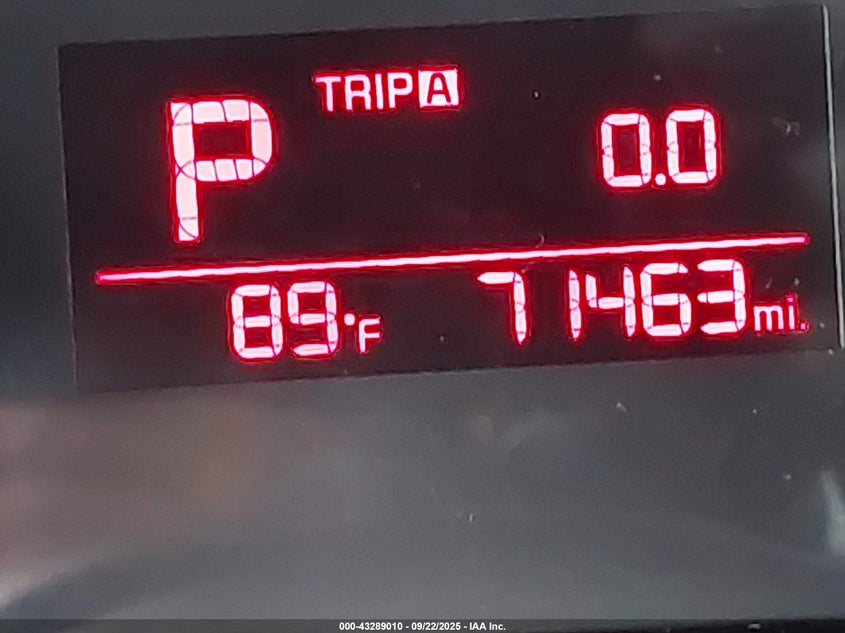 P TRIP A 0.0
89°F 71463 mi.
000-43289010 - 09/22/2025 - IAA Inc.